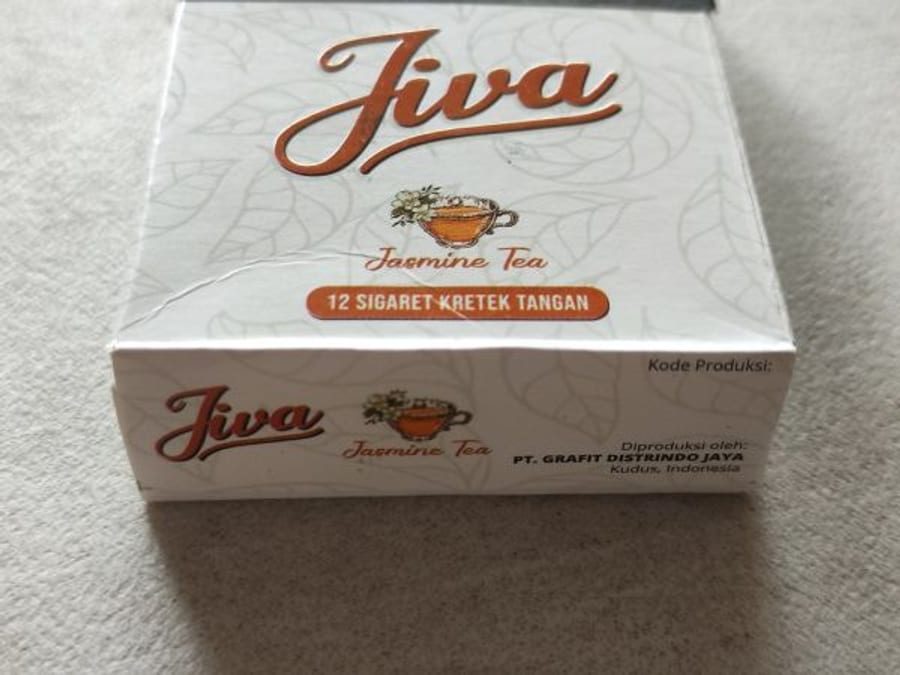 Jiva
Jasmine Tea
12 SIGARET KRETEK TANGAN
Kode Produksi:
Jiva
Jasmine Tea
Diproduksi oleh:
PT. GRAFIT DISTRINDO JAYA
Kudus, Indonesia